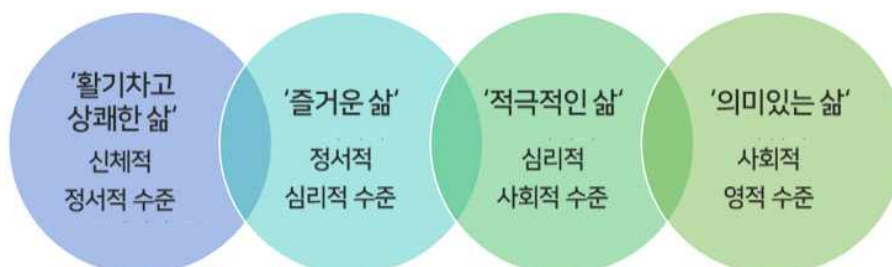 '활기차고
상쾌한 삶'
신체적
정서적 수준
'즐거운 삶'
정서적
심리적 수준
'적극적인 삶'
심리적
사회적 수준
'의미있는 삶'
사회적
영적 수준